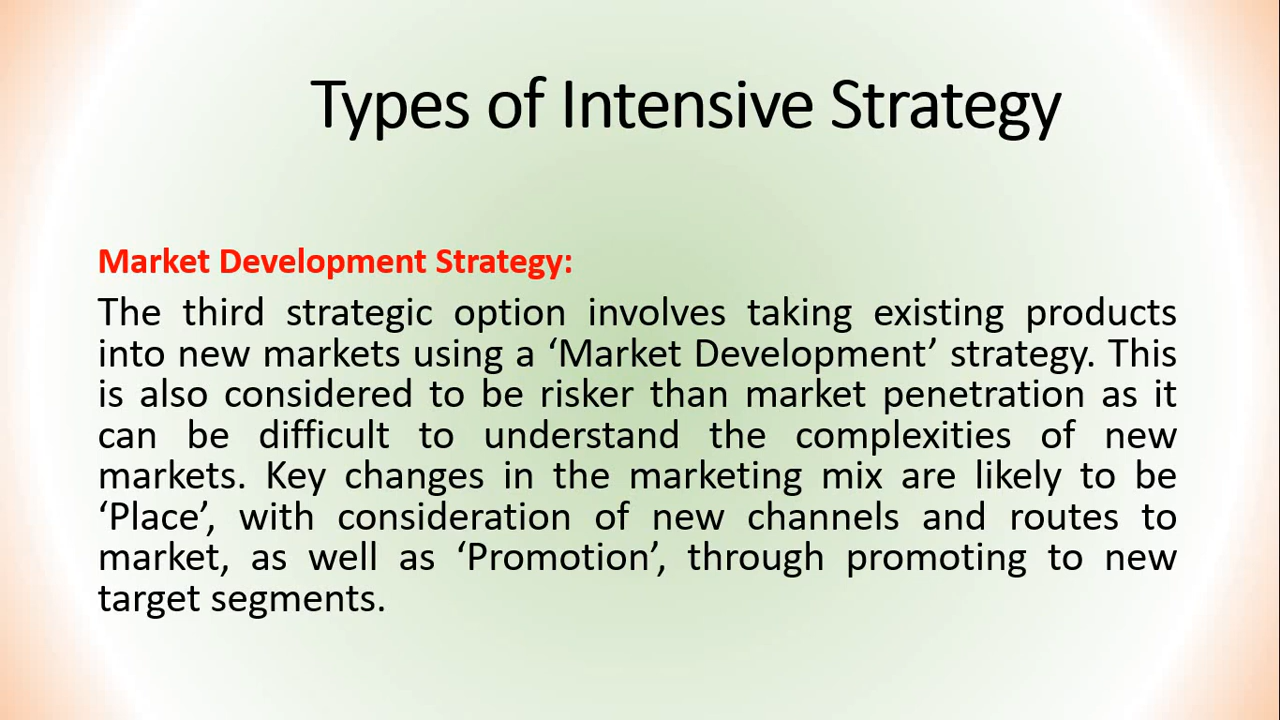 Types of Intensive Strategy
Market Development Strategy:
The third strategic option involves taking existing products
into new markets using a ‘Market Development’ strategy. This
is also considered to be risker than market penetration as it
can be difficult to understand the complexities of new
markets. Key changes in the marketing mix are likely to be
‘Place’, with consideration of new channels and routes to
market, as well as ‘Promotion’, through promoting to new
target segments.